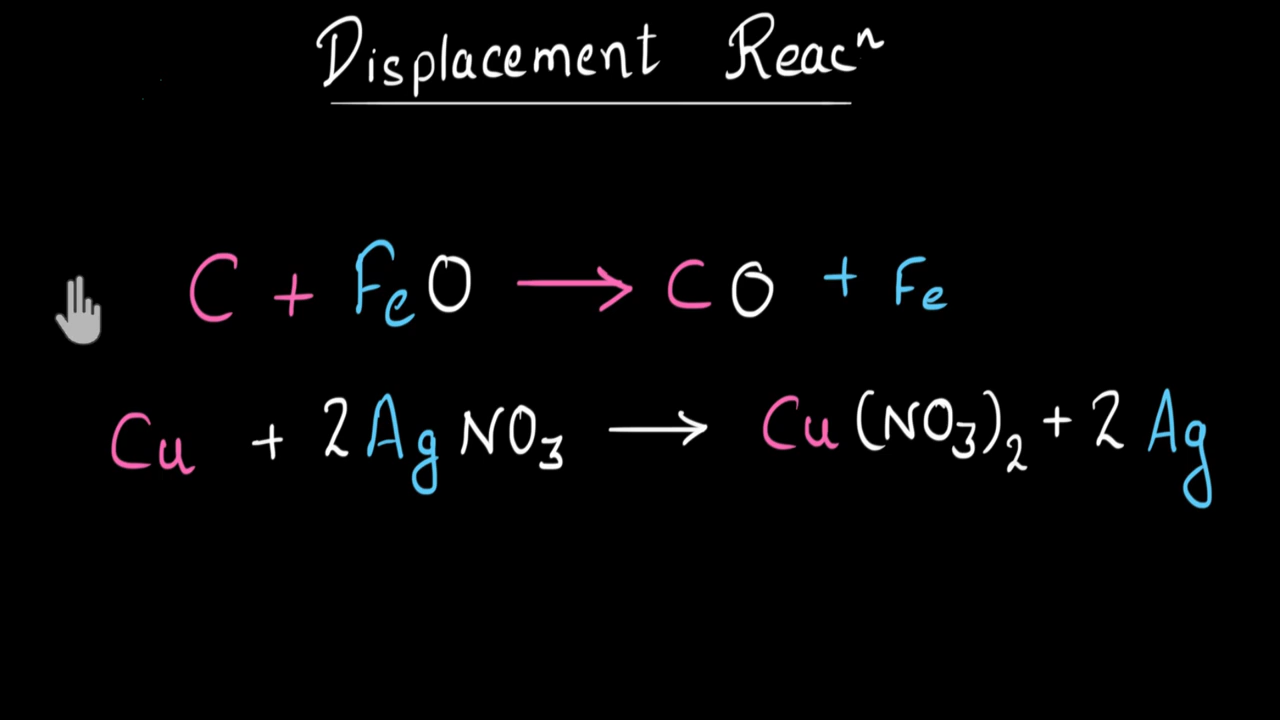 Displacement Reacⁿ
C + FeO → CO + Fe
Cu + 2AgNO₃ → Cu(NO₃)₂ + 2Ag